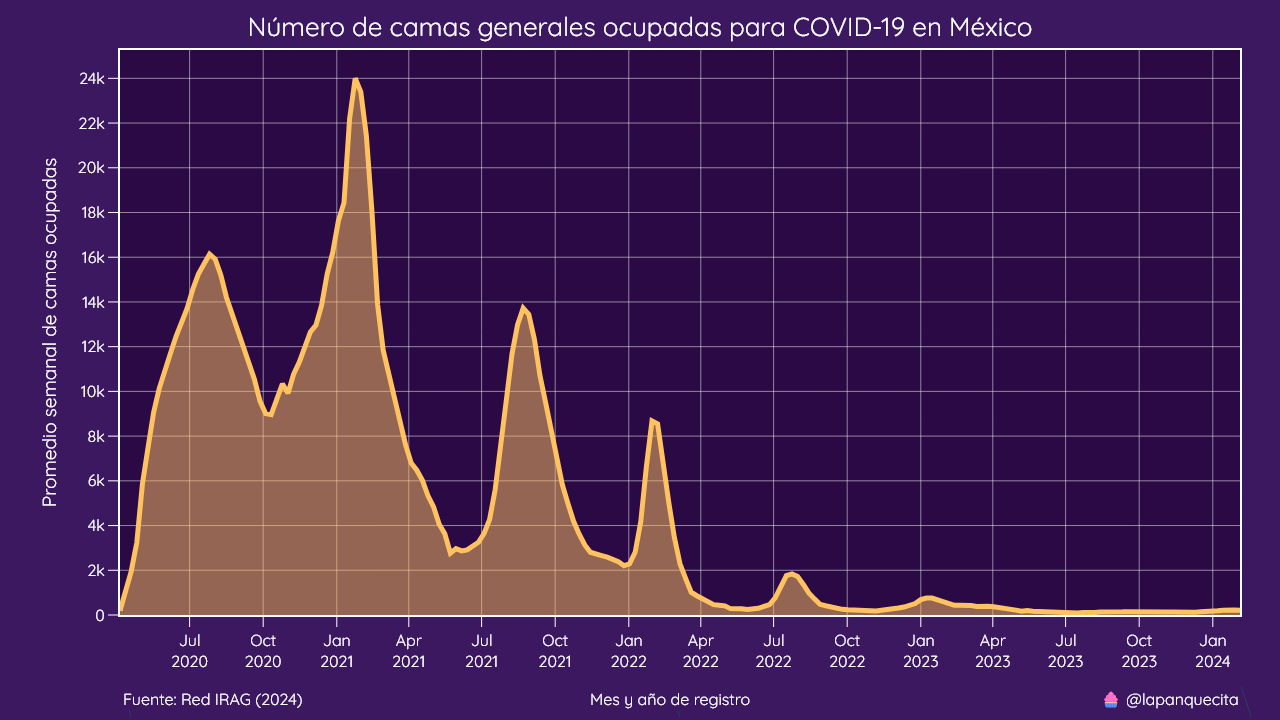 Número de camas generales ocupadas para COVID-19 en México
Promedio semanal de camas ocupadas
24k
22k
20k
18k
16k
14k
12k
10k
8k
6k
4k
2k
0
Jul Oct Jan Apr Jul Oct Jan Apr Jul Oct Jan Apr Jul Oct Jan
2020 2020 2021 2021 2021 2021 2022 2022 2022 2022 2023 2023 2023 2023 2024
Fuente: Red IRAG (2024) Mes y año de registro @lapanquecita